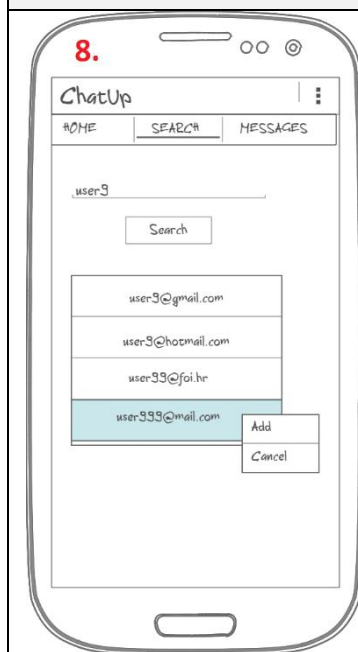 8.
ChatUp
HOME SEARCH MESSAGES
user9
Search
user9@gmail.com
user9@hotmail.com
user99@foi.hr
user999@mail.com
Add
Cancel